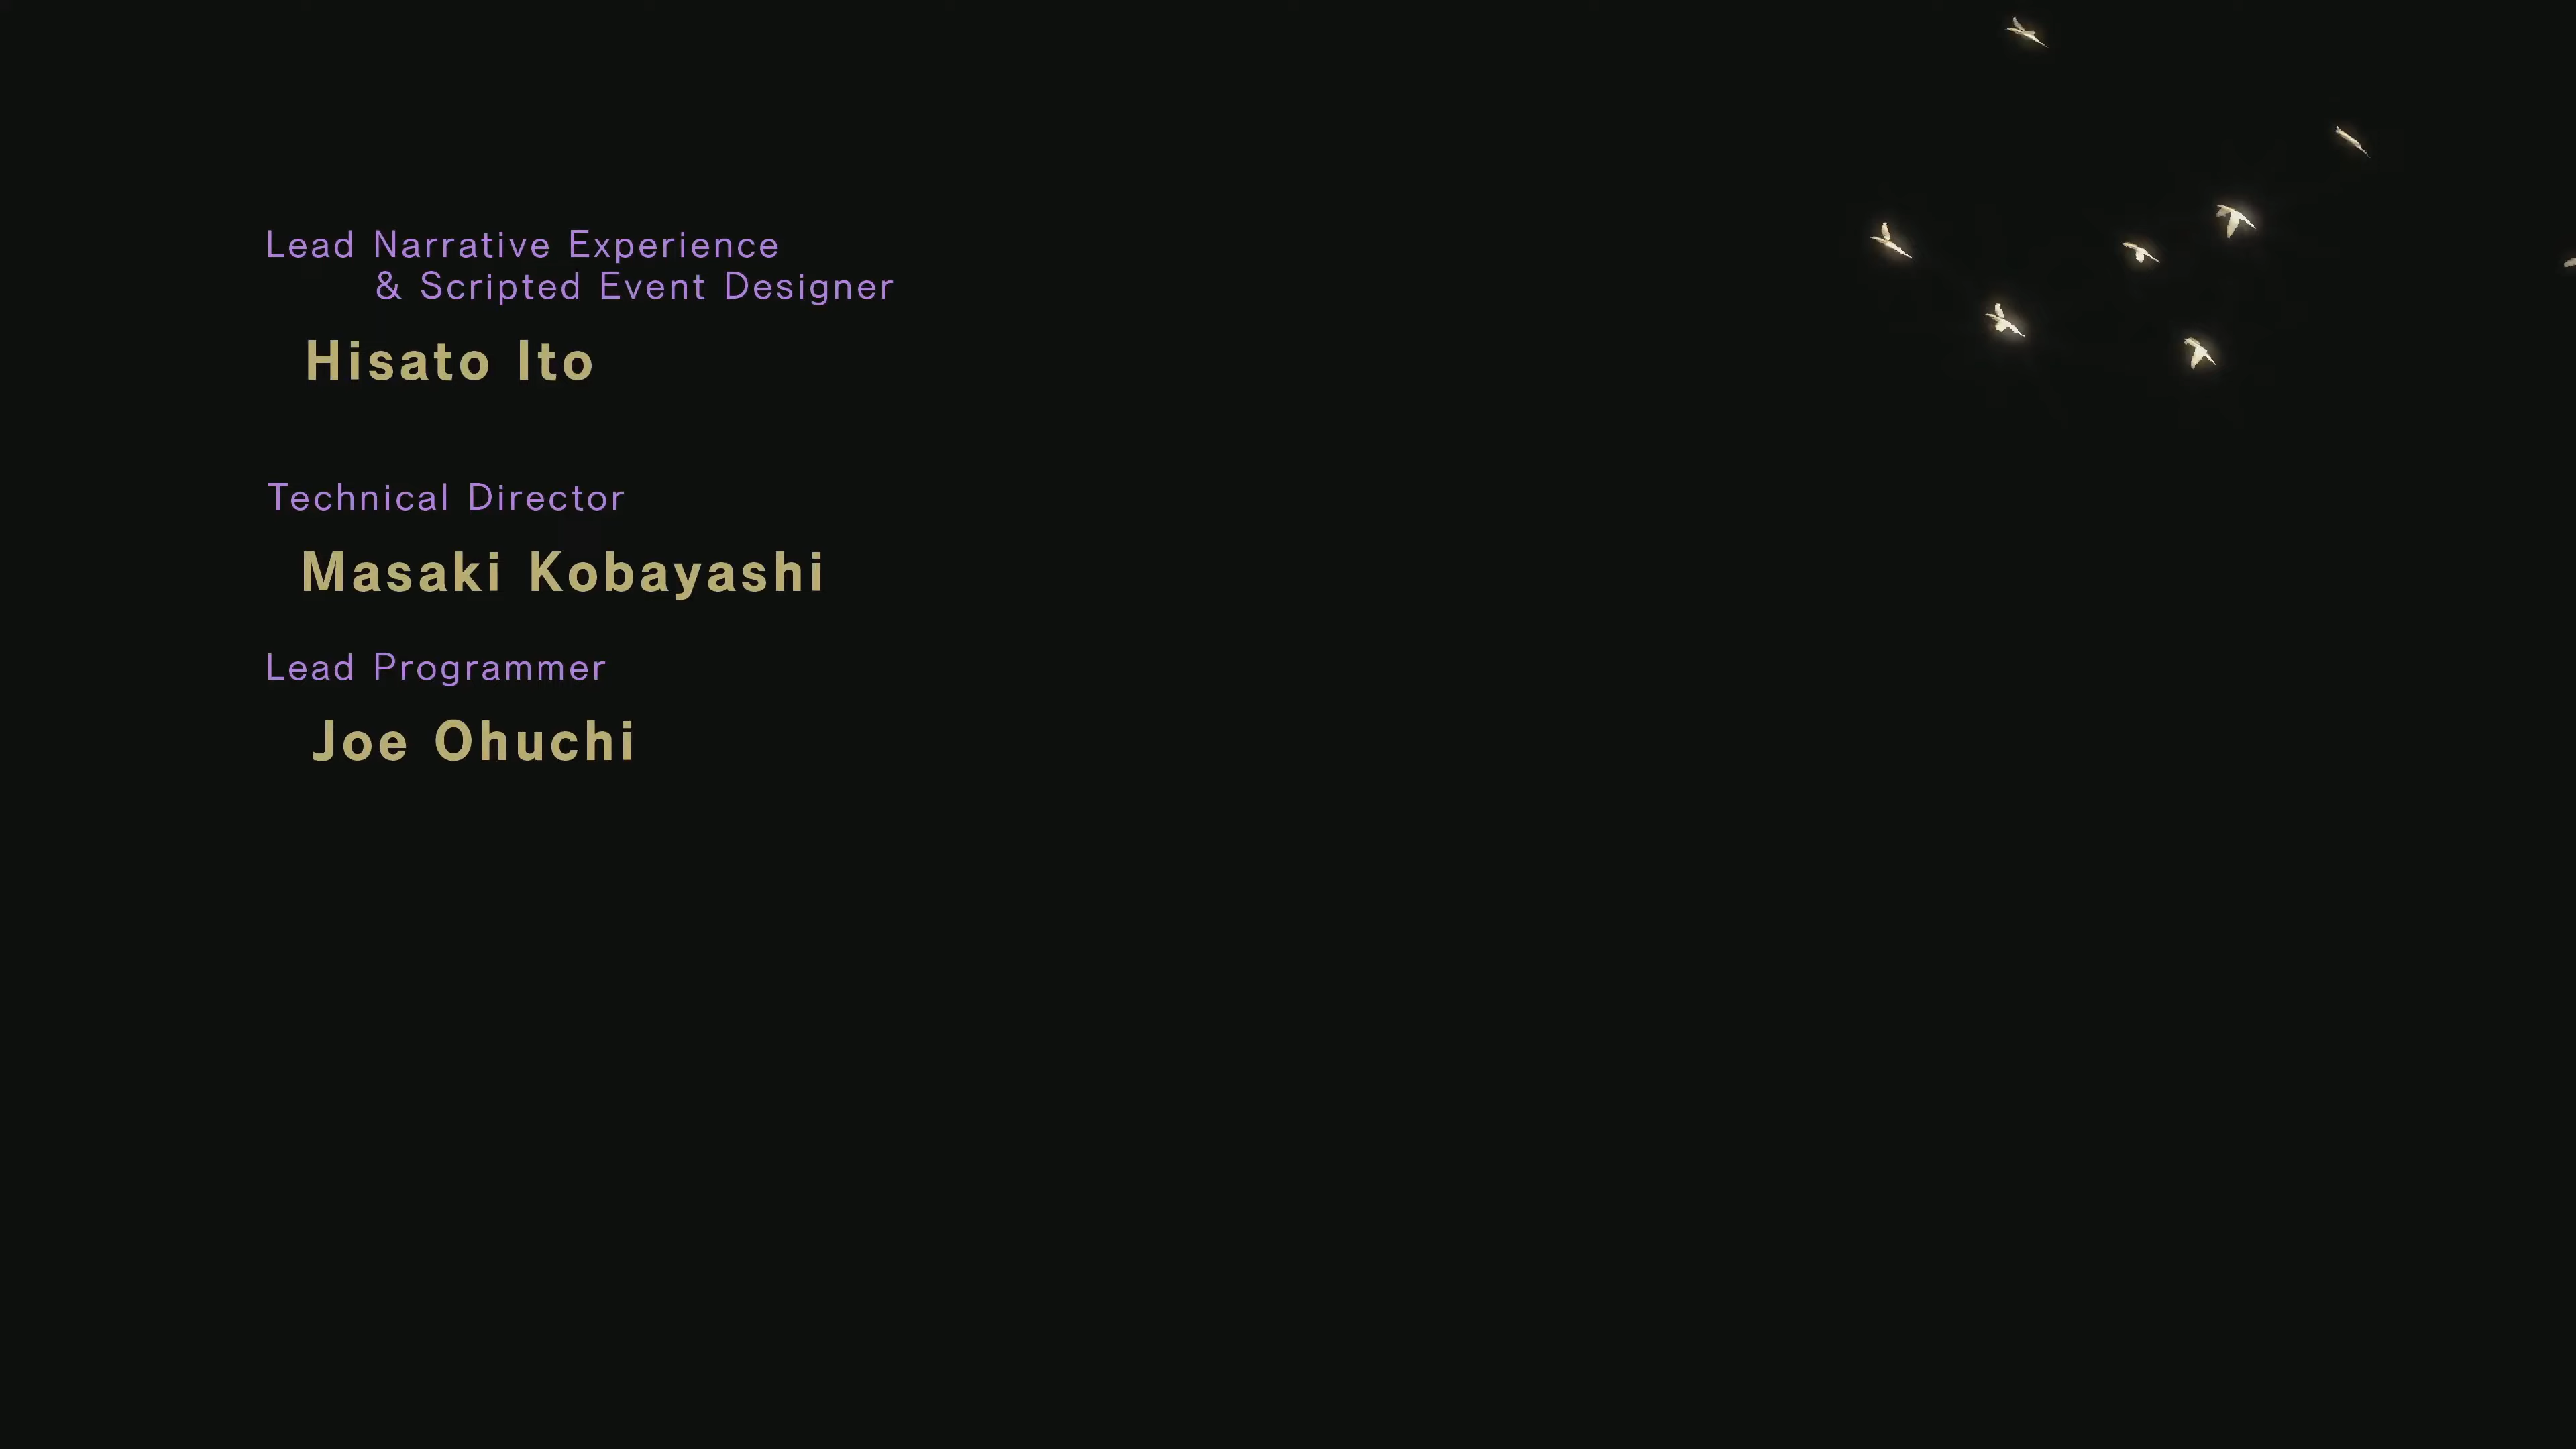 Lead Narrative Experience
& Scripted Event Designer
Hisato Ito
Technical Director
Masaki Kobayashi
Lead Programmer
Joe Ohuchi